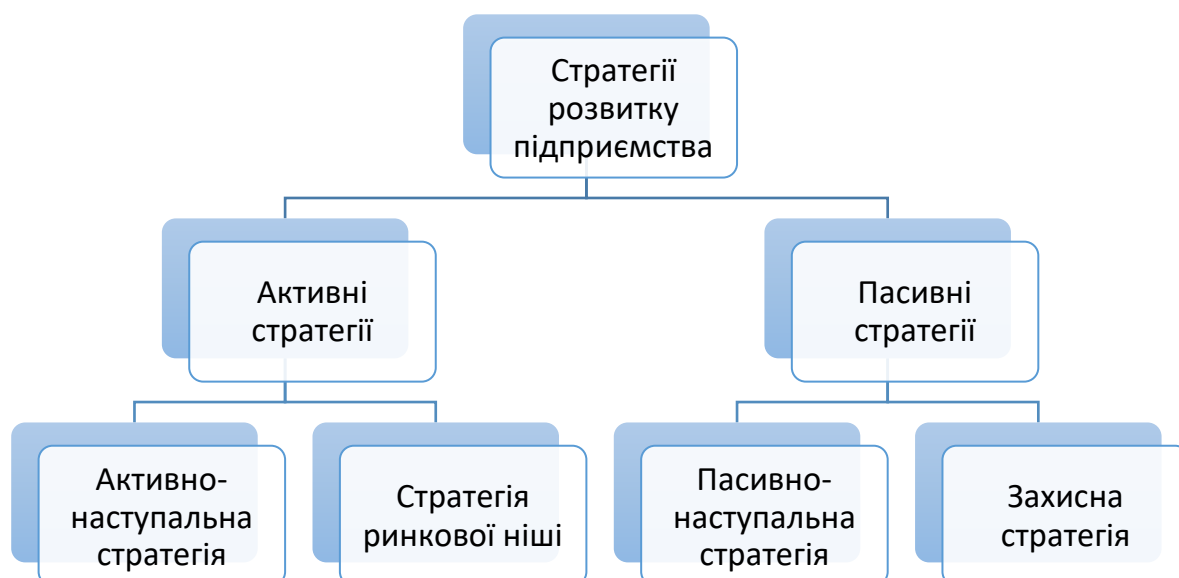 Стратегії
розвитку
підприємства
Активні
стратегії
Пасивні
стратегії
Активно-
наступальна
стратегія
Стратегія
ринкової ніші
Пасивно-
наступальна
стратегія
Захисна
стратегія